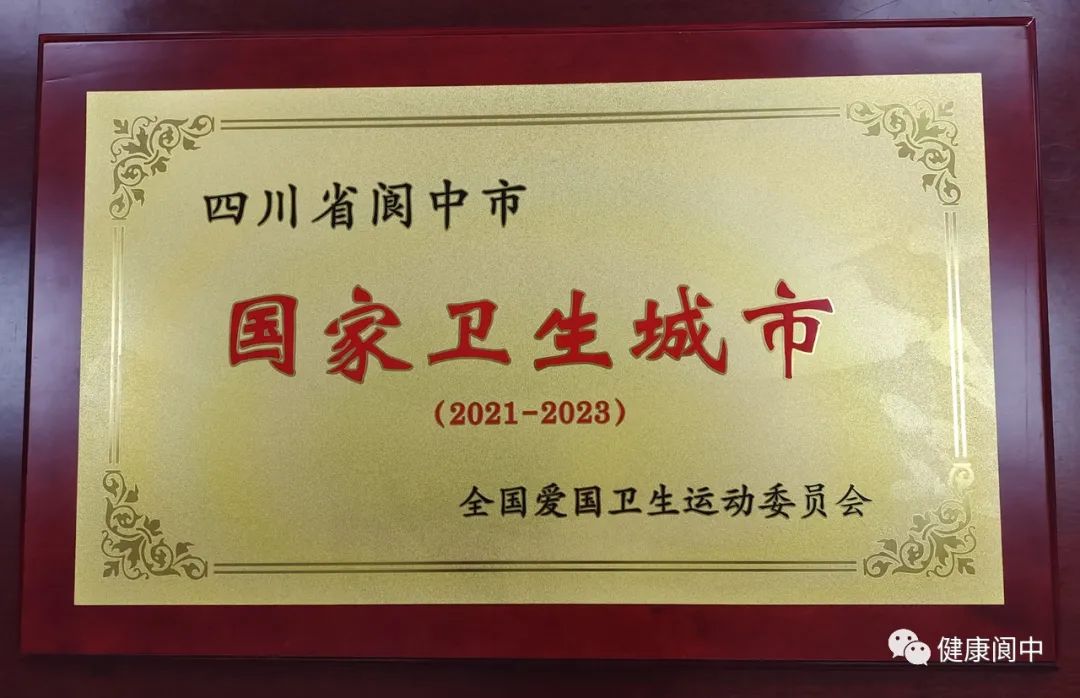 四川省阆中市
国家卫生城市
（2021-2023）
全国爱国卫生运动委员会
健康阆中